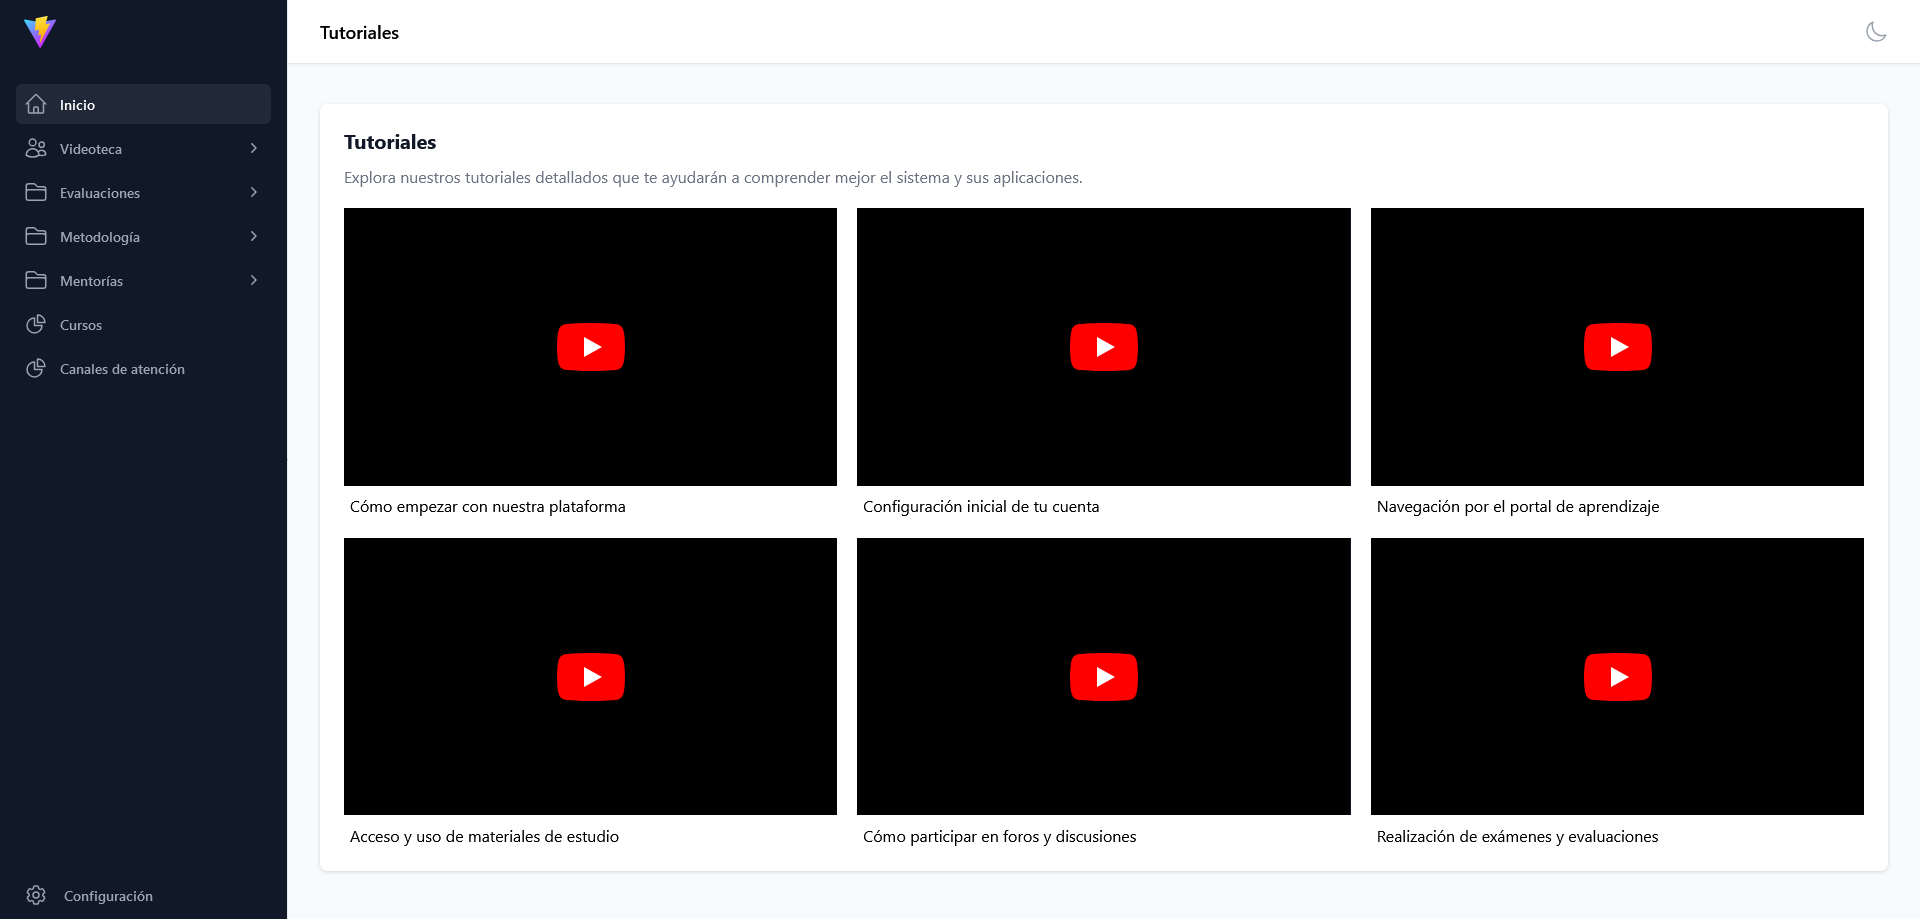 Tutoriales
Inicio
Videoteca
Evaluaciones
Metodología
Mentorías
Cursos
Canales de atención
Configuración
Tutoriales
Explora nuestros tutoriales detallados que te ayudarán a comprender mejor el sistema y sus aplicaciones.
Cómo empezar con nuestra plataforma
Configuración inicial de tu cuenta
Navegación por el portal de aprendizaje
Acceso y uso de materiales de estudio
Cómo participar en foros y discusiones
Realización de exámenes y evaluaciones